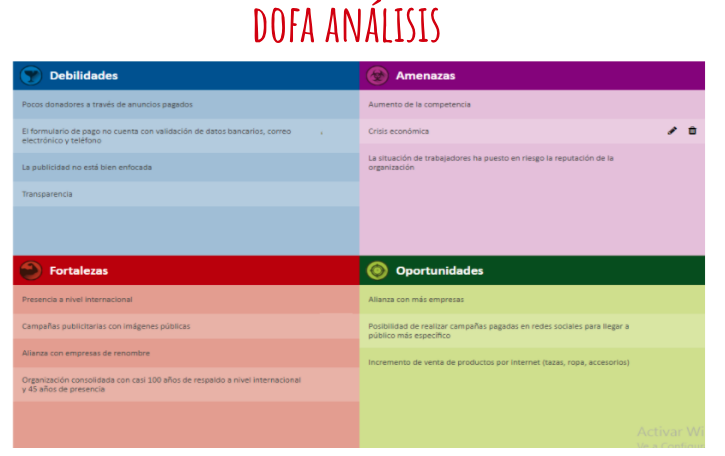 DOFA ANÁLISIS
Debilidades
Pocos donadores a través de anuncios pagados
El formulario de pago no cuenta con validación de datos bancarios, correo
electrónico y teléfono
La publicidad no está bien enfocada
Transparencia
Amenazas
Aumento de la competencia
Crisis económica
La situación de trabajadores ha puesto en riesgo la reputación de la
organización
Fortalezas
Presencia a nivel internacional
Campañas publicitarias con imágenes públicas
Alianza con empresas de renombre
Organización consolidada con casi 100 años de respaldo a nivel internacional
y 45 años de presencia
Oportunidades
Alianza con más empresas
Posibilidad de realizar campañas pagadas en redes sociales para llegar a
público más específico
Incremento de venta de productos por internet (tazas, ropa, accesorios)
Activar Wi
Ve a Configu